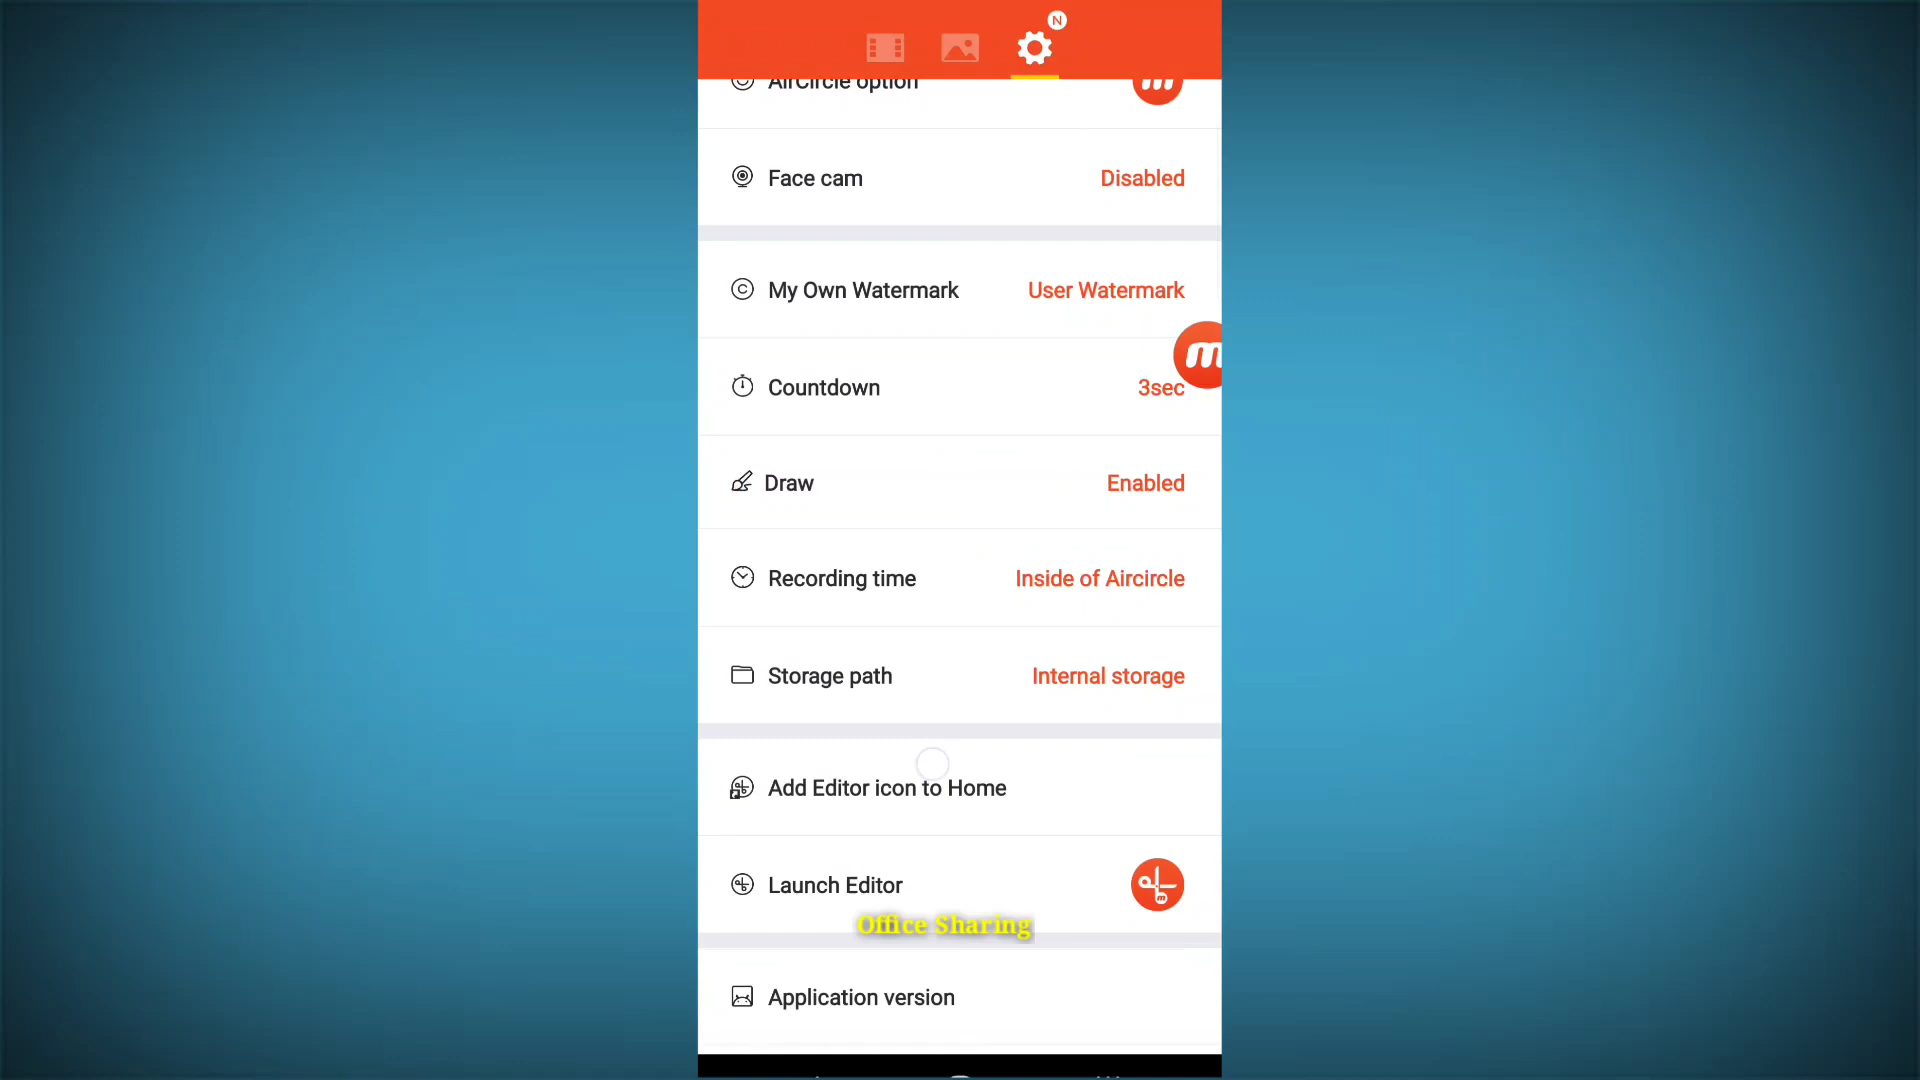 N
AirCircle option
m
Face cam Disabled
My Own Watermark User Watermark
m
Countdown 3sec
Draw Enabled
Recording time Inside of Aircircle
Storage path Internal storage
Add Editor icon to Home
Launch Editor
Office Sharing
Application version